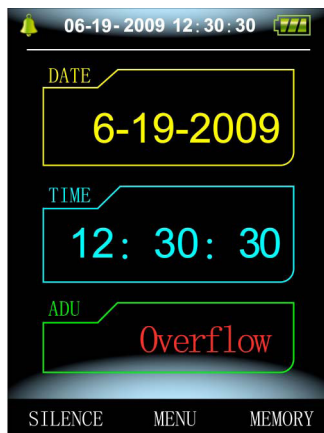 06-19-2009 12:30:30
DATE
6-19-2009
TIME
12: 30: 30
ADU
Overflow
SILENCE MENU MEMORY